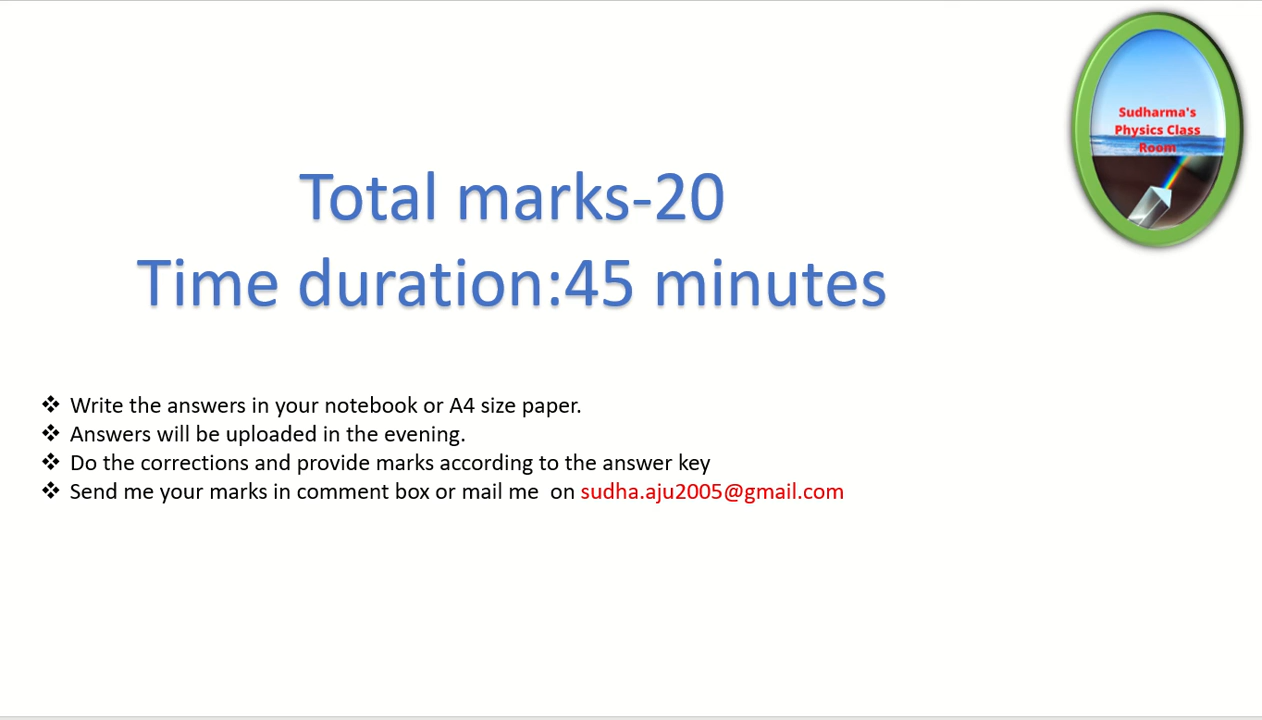 Sudharma's
Physics Class
Room
Total marks-20
Time duration:45 minutes
❖ Write the answers in your notebook or A4 size paper.
❖ Answers will be uploaded in the evening.
❖ Do the corrections and provide marks according to the answer key
❖ Send me your marks in comment box or mail me on sudha.aju2005@gmail.com